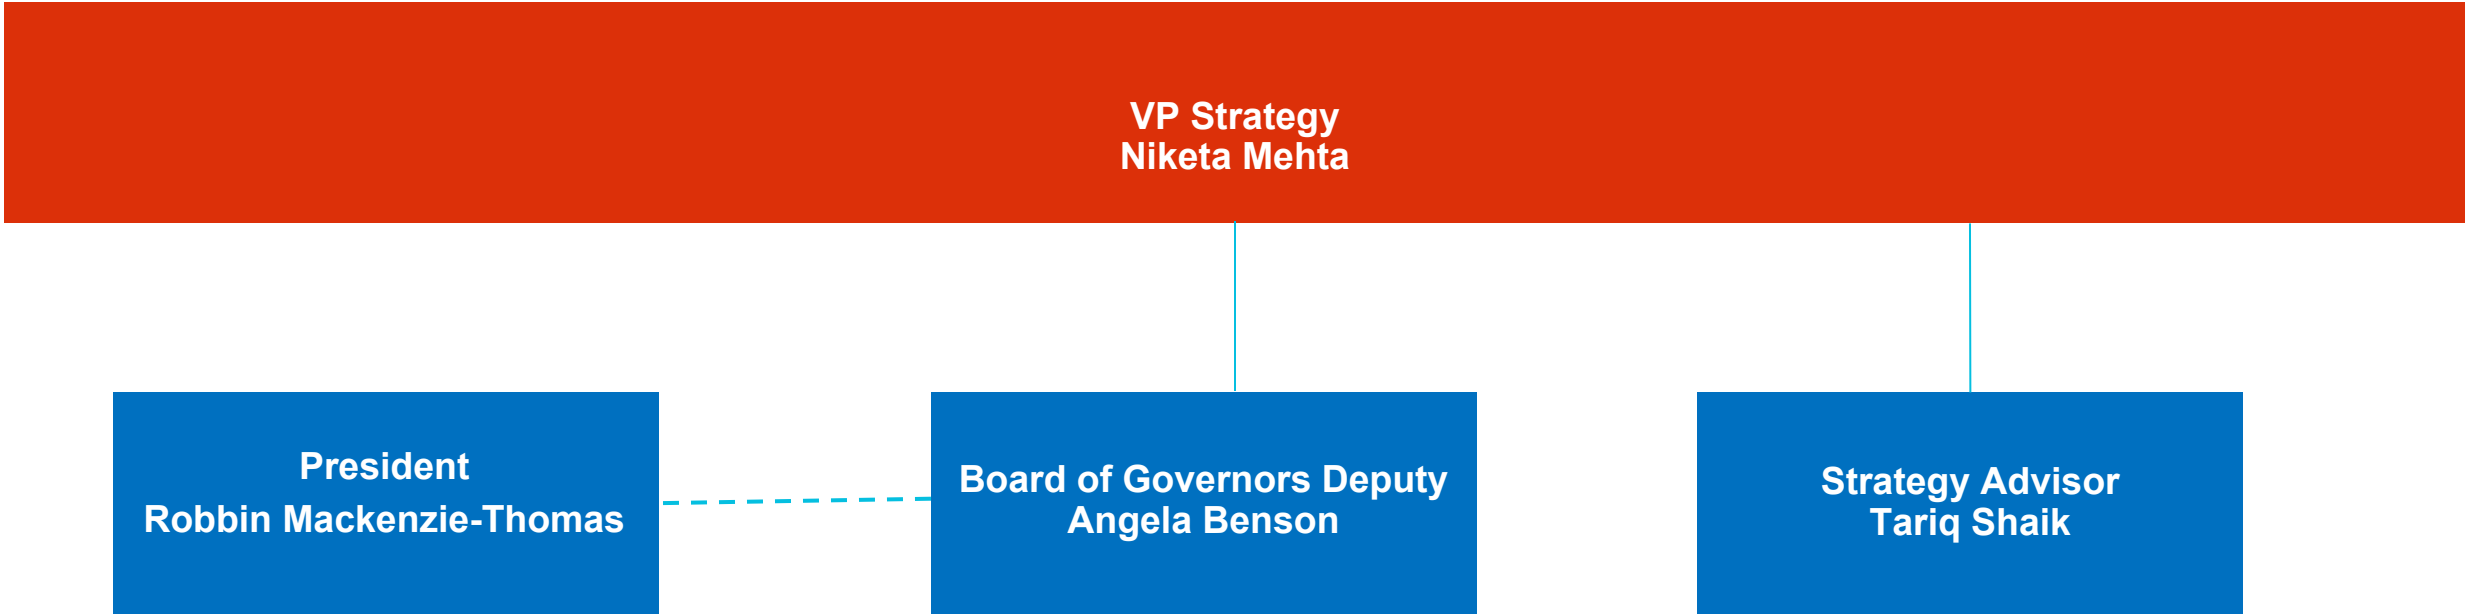 VP Strategy
Niketa Mehta
President
Robbin Mackenzie-Thomas
Board of Governors Deputy
Angela Benson
Strategy Advisor
Tariq Shaik